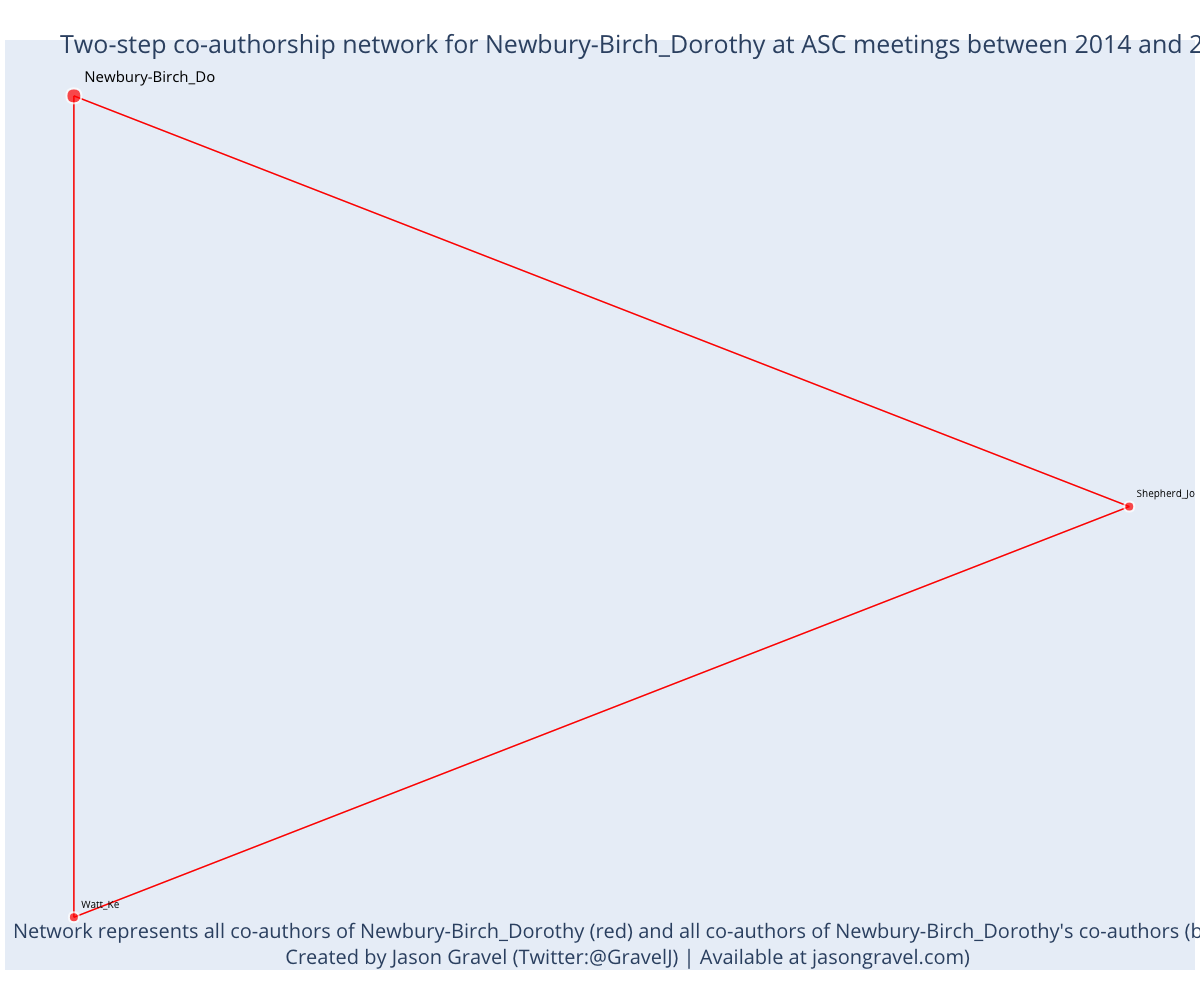 Two-step co-authorship network for Newbury-Birch_Dorothy at ASC meetings between 2014 and 2
Newbury-Birch_Do
Shepherd_Jo
Watt_Ke
Network represents all co-authors of Newbury-Birch_Dorothy (red) and all co-authors of Newbury-Birch_Dorothy's co-authors (b
Created by Jason Gravel (Twitter:@GravelJ) | Available at jasongravel.com)